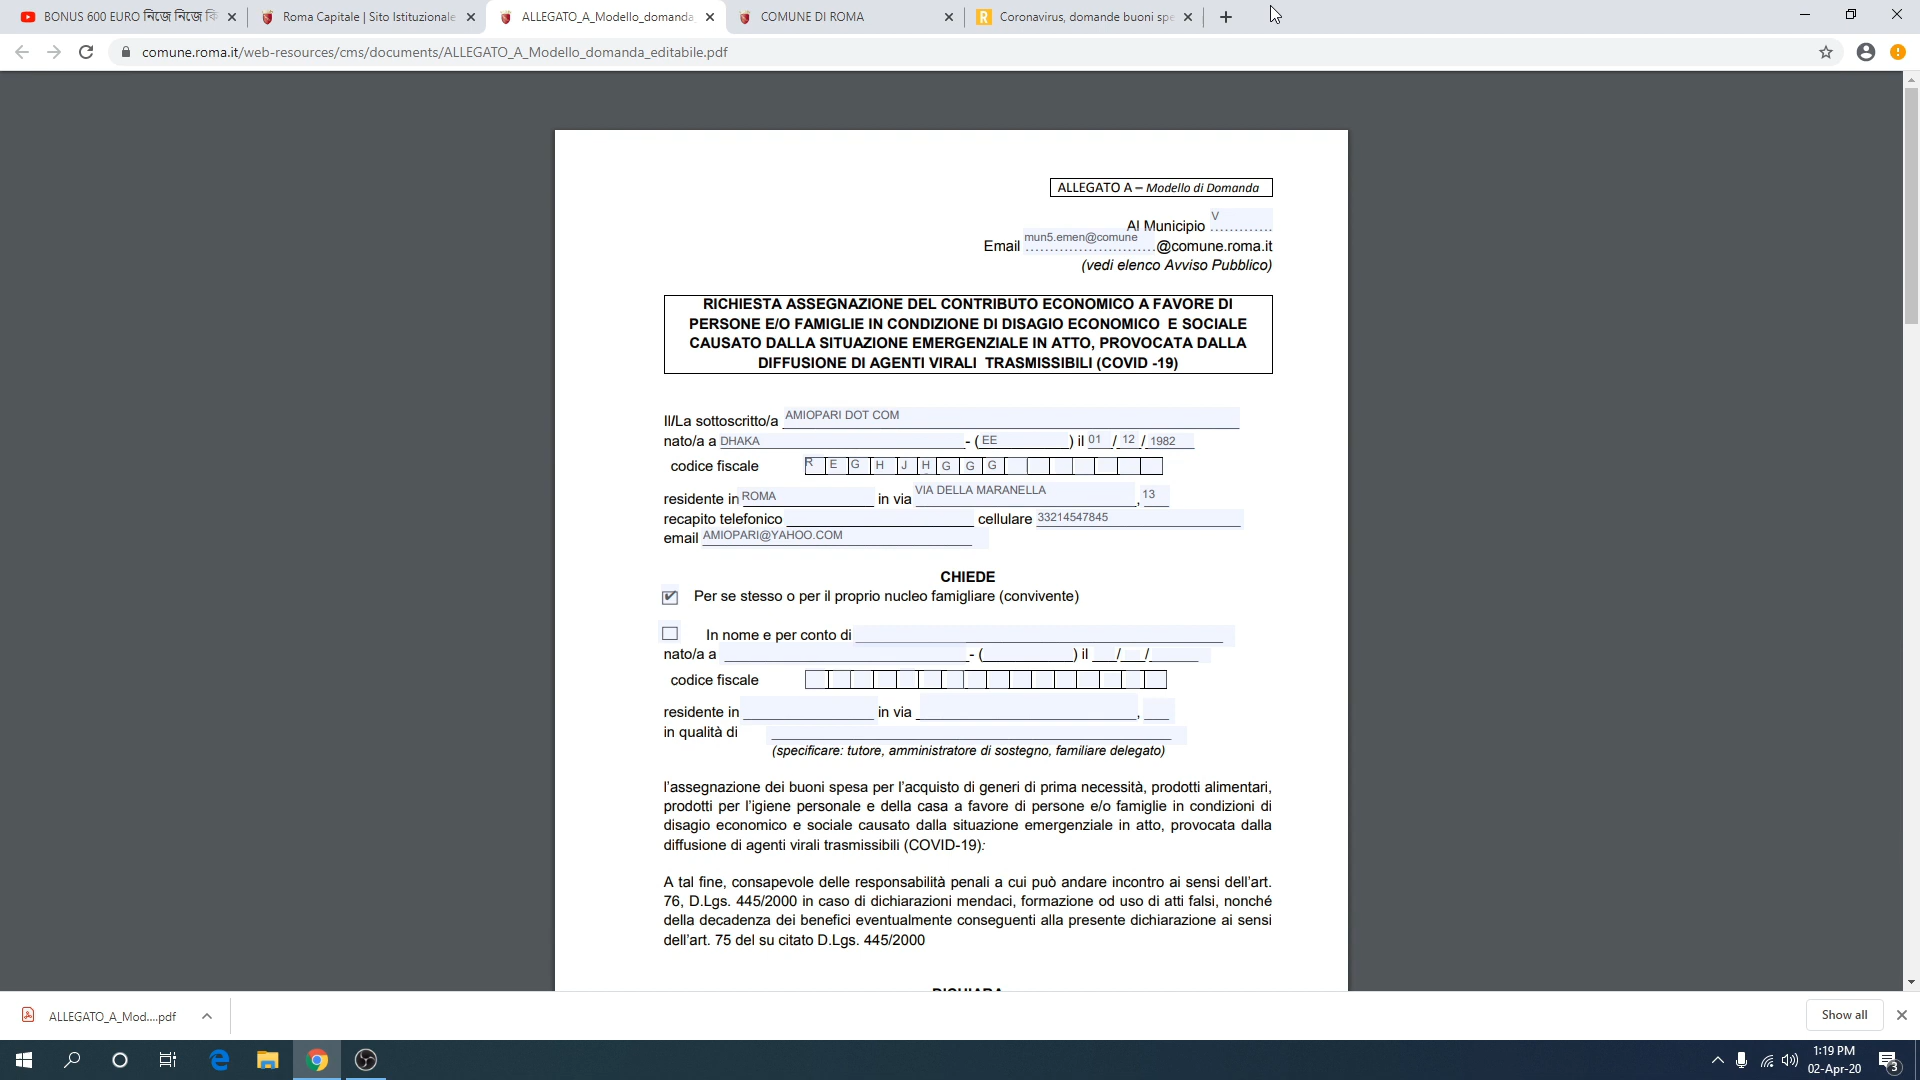 BONUS 600 EURO নিজে নিজে কি
Roma Capitale | Sito Istituzionale
ALLEGATO_A_Modello_domanda
COMUNE DI ROMA
Coronavirus, domande buoni spe
comune.roma.it/web-resources/cms/documents/ALLEGATO_A_Modello_domanda_editabile.pdf
ALLEGATO A – Modello di Domanda
Al Municipio V.............
Email mun5.emen@comune...........................@comune.roma.it
(vedi elenco Avviso Pubblico)
RICHIESTA ASSEGNAZIONE DEL CONTRIBUTO ECONOMICO A FAVORE DI
PERSONE E/O FAMIGLIE IN CONDIZIONE DI DISAGIO ECONOMICO E SOCIALE
CAUSATO DALLA SITUAZIONE EMERGENZIALE IN ATTO, PROVOCATA DALLA
DIFFUSIONE DI AGENTI VIRALI TRASMISSIBILI (COVID -19)
Il/La sottoscritto/a AMIOPARI DOT COM
nato/a a DHAKA - ( EE ) il 01 / 12 / 1982
codice fiscale R E G H J H G G G
residente in ROMA in via VIA DELLA MARANELLA , 13
recapito telefonico cellulare 33214547845
email AMIOPARI@YAHOO.COM
CHIEDE
Per se stesso o per il proprio nucleo famigliare (convivente)
In nome e per conto di
nato/a a - ( ) il / /
codice fiscale
residente in in via ,
in qualità di
(specificare: tutore, amministratore di sostegno, familiare delegato)
l'assegnazione dei buoni spesa per l'acquisto di generi di prima necessità, prodotti alimentari,
prodotti per l'igiene personale e della casa a favore di persone e/o famiglie in condizioni di
disagio economico e sociale causato dalla situazione emergenziale in atto, provocata dalla
diffusione di agenti virali trasmissibili (COVID-19):
A tal fine, consapevole delle responsabilità penali a cui può andare incontro ai sensi dell'art.
76, D.Lgs. 445/2000 in caso di dichiarazioni mendaci, formazione od uso di atti falsi, nonché
della decadenza dei benefici eventualmente conseguenti alla presente dichiarazione ai sensi
dell'art. 75 del su citato D.Lgs. 445/2000
DICHIARA
ALLEGATO_A_Mod....pdf
Show all
1:19 PM
02-Apr-20
3